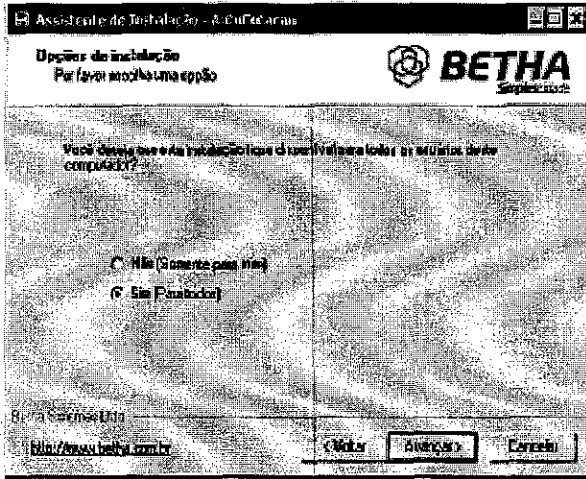 Assistente de Instalação -
Opções de instalação
Por favor escolha uma opção
BETHA
Você deseja que esta instalação fique disponível para todos os usuários deste
computador?
Não (Somente para mim)
Sim (Para todos)
Betha Sistemas Ltda
http://www.betha.com.br
< Voltar
Avançar >
Cancelar